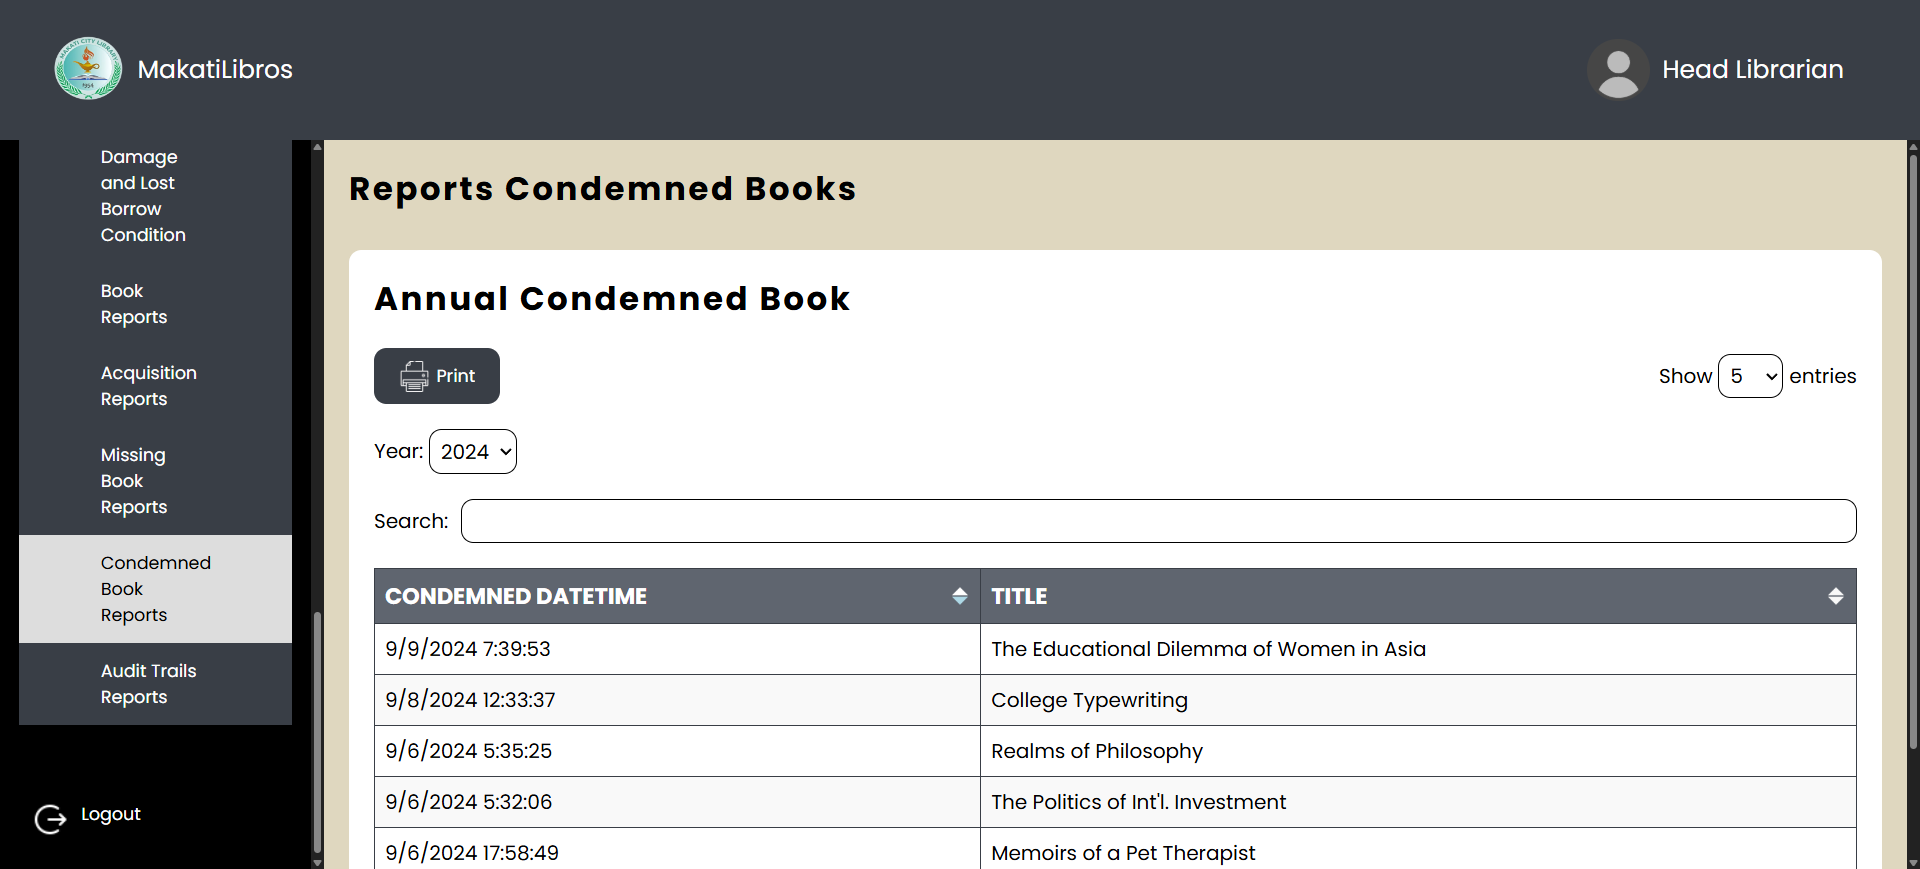 MAKATI CITY LIBRARY
1954
MakatiLibros
Head Librarian
Damage
and Lost
Borrow
Condition
Book
Reports
Acquisition
Reports
Missing
Book
Reports
Condemned
Book
Reports
Audit Trails
Reports
Logout
Reports Condemned Books
Annual Condemned Book
Print
Show 5 entries
Year: 2024
Search:
CONDEMNED DATETIME TITLE
9/9/2024 7:39:53 The Educational Dilemma of Women in Asia
9/8/2024 12:33:37 College Typewriting
9/6/2024 5:35:25 Realms of Philosophy
9/6/2024 5:32:06 The Politics of Int'l. Investment
9/6/2024 17:58:49 Memoirs of a Pet Therapist